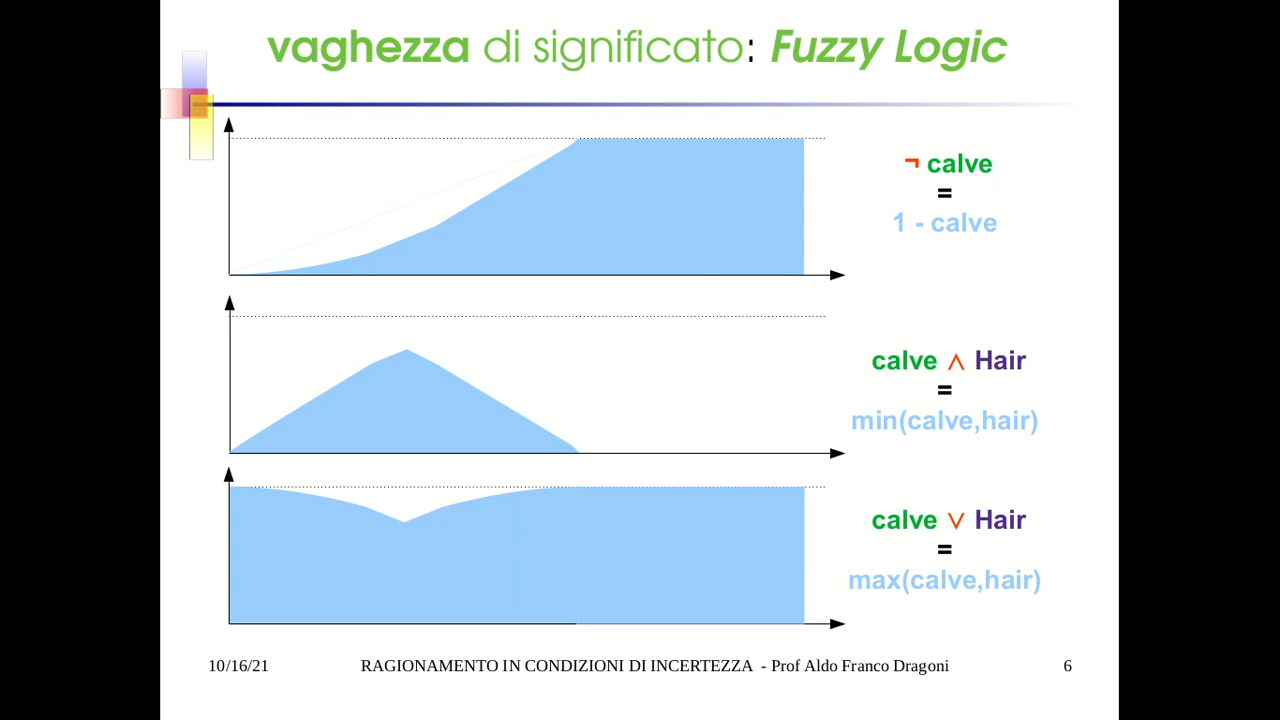 vaghezza di significato: Fuzzy Logic
¬ calve
=
1 - calve
calve ∧ Hair
=
min(calve,hair)
calve ∨ Hair
=
max(calve,hair)
10/16/21 RAGIONAMENTO IN CONDIZIONI DI INCERTEZZA - Prof Aldo Franco Dragoni 6